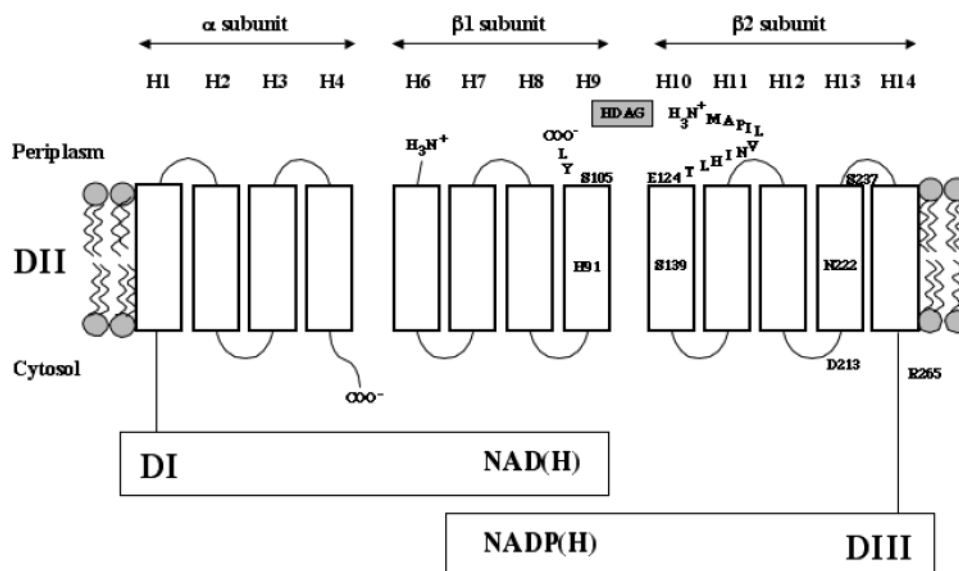 α subunit β1 subunit β2 subunit
H1 H2 H3 H4 H6 H7 H8 H9 H10 H11 H12 H13 H14
HDAG H₃N⁺ M A P I L
COO⁻
H₃N⁺
Periplasm
L
Y
V
N
I
H
L
T
S105 E124 S237
DII
H91 S139 N222
Cytosol
D213
R265
COO⁻
DI NAD(H)
NADP(H) DIII